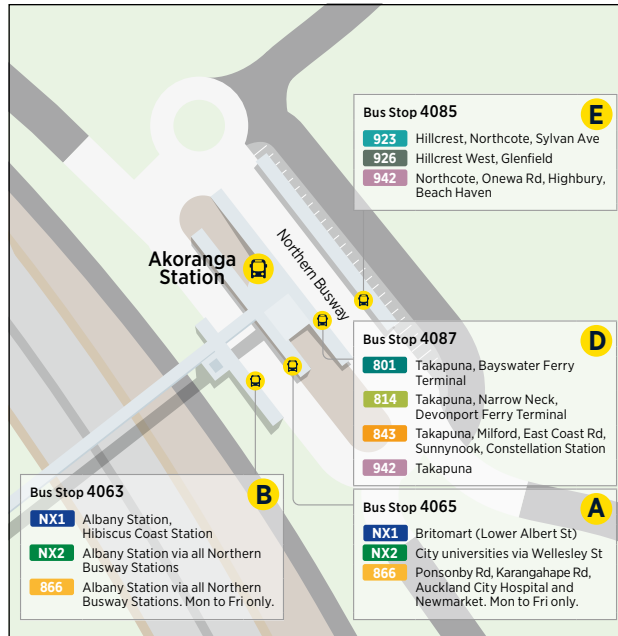 Bus Stop 4085
E
923 Hillcrest, Northcote, Sylvan Ave
926 Hillcrest West, Glenfield
942 Northcote, Onewa Rd, Highbury,
Beach Haven
Akoranga
Station
Northern Busway
Bus Stop 4087
D
801 Takapuna, Bayswater Ferry
Terminal
814 Takapuna, Narrow Neck,
Devonport Ferry Terminal
843 Takapuna, Milford, East Coast Rd,
Sunnynook, Constellation Station
942 Takapuna
Bus Stop 4063
B
NX1 Albany Station,
Hibiscus Coast Station
NX2 Albany Station via all Northern
Busway Stations
866 Albany Station via all Northern
Busway Stations. Mon to Fri only.
Bus Stop 4065
A
NX1 Britomart (Lower Albert St)
NX2 City universities via Wellesley St
866 Ponsonby Rd, Karangahape Rd,
Auckland City Hospital and
Newmarket. Mon to Fri only.